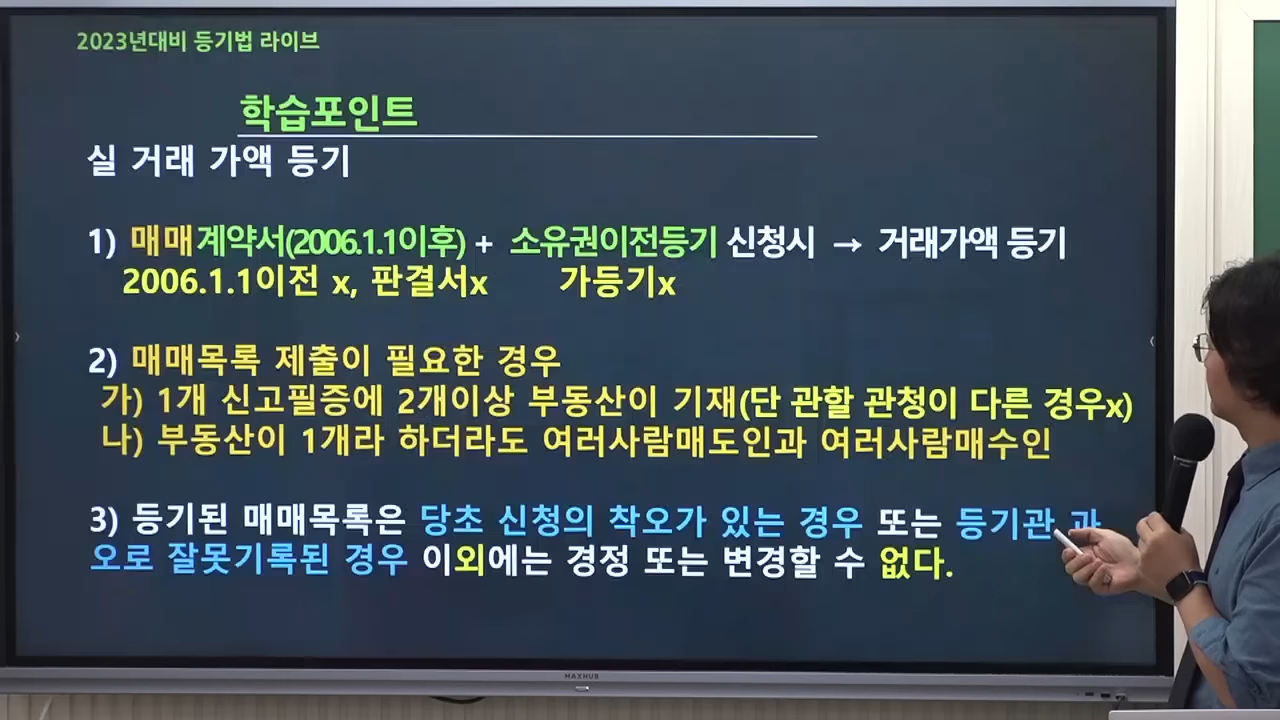 2023년대비 등기법 라이브
학습포인트
실 거래 가액 등기
1) 매매계약서(2006.1.1이후) + 소유권이전등기 신청시 → 거래가액 등기
2006.1.1이전 x, 판결서x 가등기x
2) 매매목록 제출이 필요한 경우
가) 1개 신고필증에 2개이상 부동산이 기재(단 관할 관청이 다른 경우x)
나) 부동산이 1개라 하더라도 여러사람매도인과 여러사람매수인
3) 등기된 매매목록은 당초 신청의 착오가 있는 경우 또는 등기관 과
오로 잘못기록된 경우 이외에는 경정 또는 변경할 수 없다.
MAXHUB